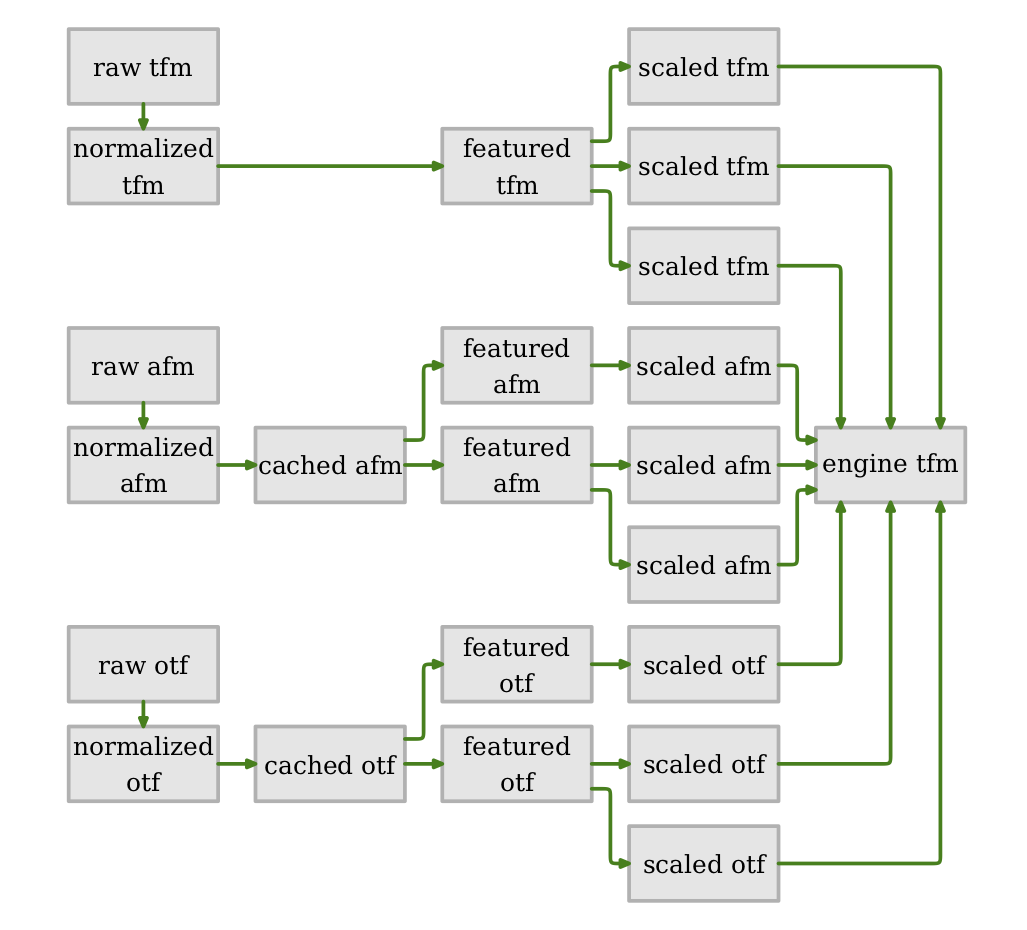 raw tfm
scaled tfm
normalized
tfm
featured
tfm
scaled tfm
scaled tfm
raw afm
featured
afm
scaled afm
normalized
afm
cached afm
featured
afm
scaled afm
engine tfm
scaled afm
raw otf
featured
otf
scaled otf
normalized
otf
cached otf
featured
otf
scaled otf
scaled otf